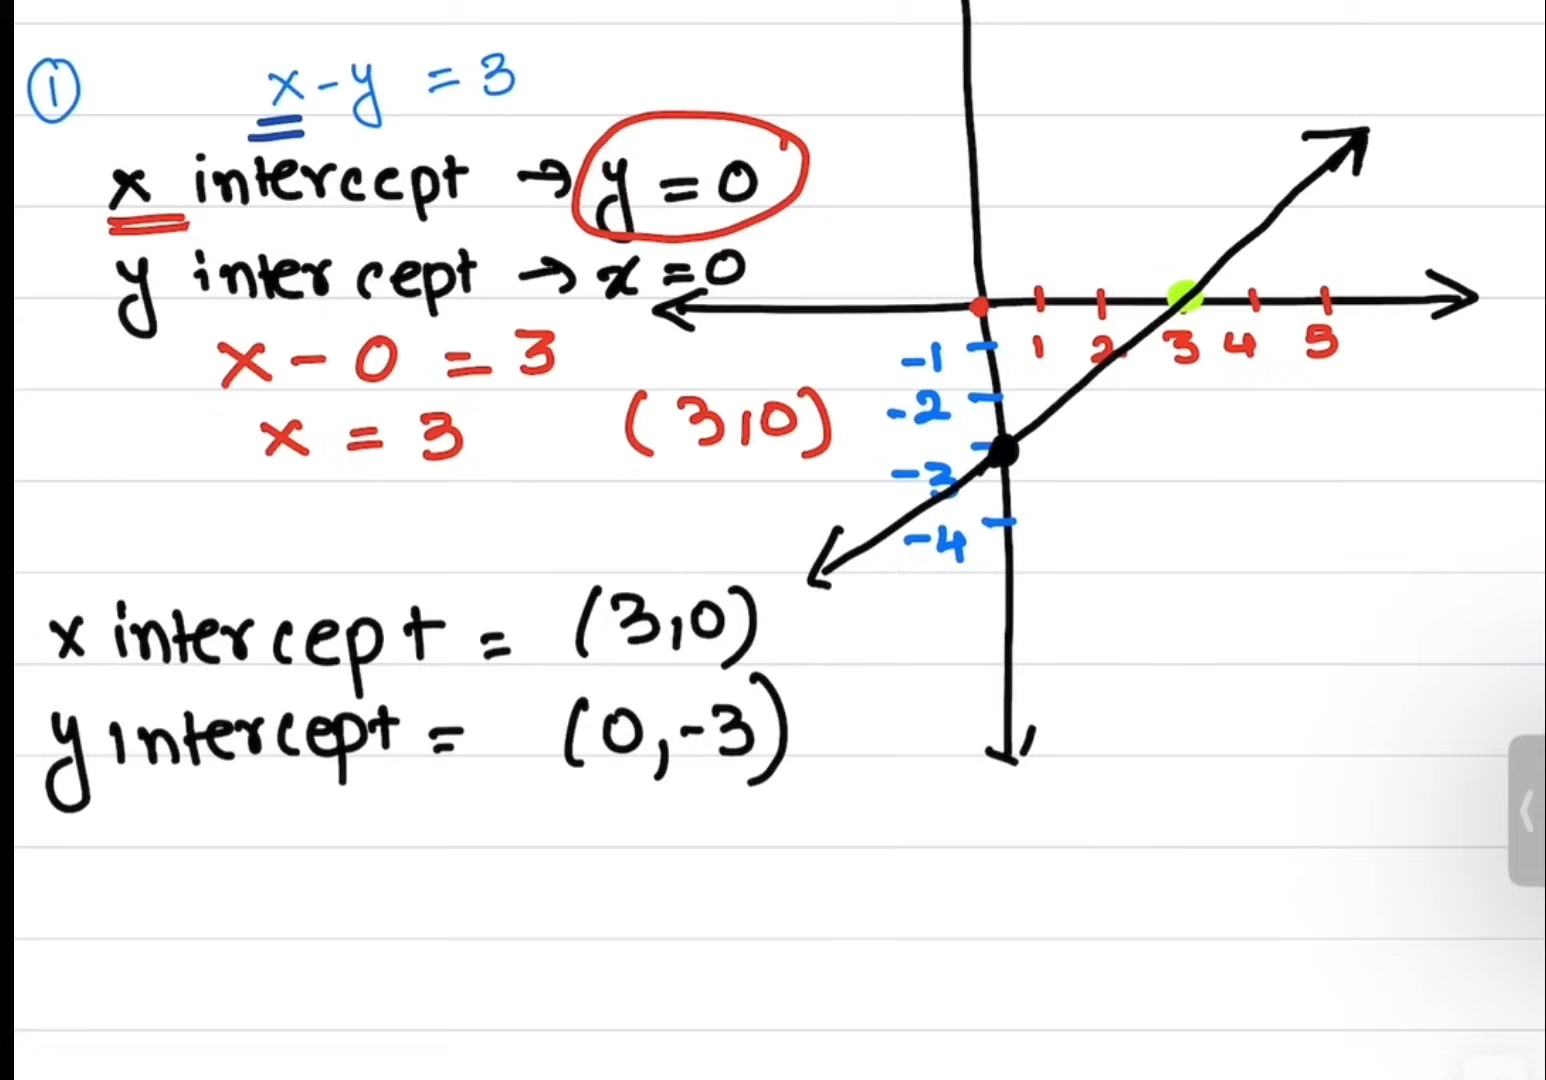 ① x - y = 3
x intercept → y = 0
y intercept → x = 0
x - 0 = 3
x = 3 (3,0)
1 2 3 4 5
-1
-2
-3
-4
x intercept = (3,0)
y intercept = (0,-3)